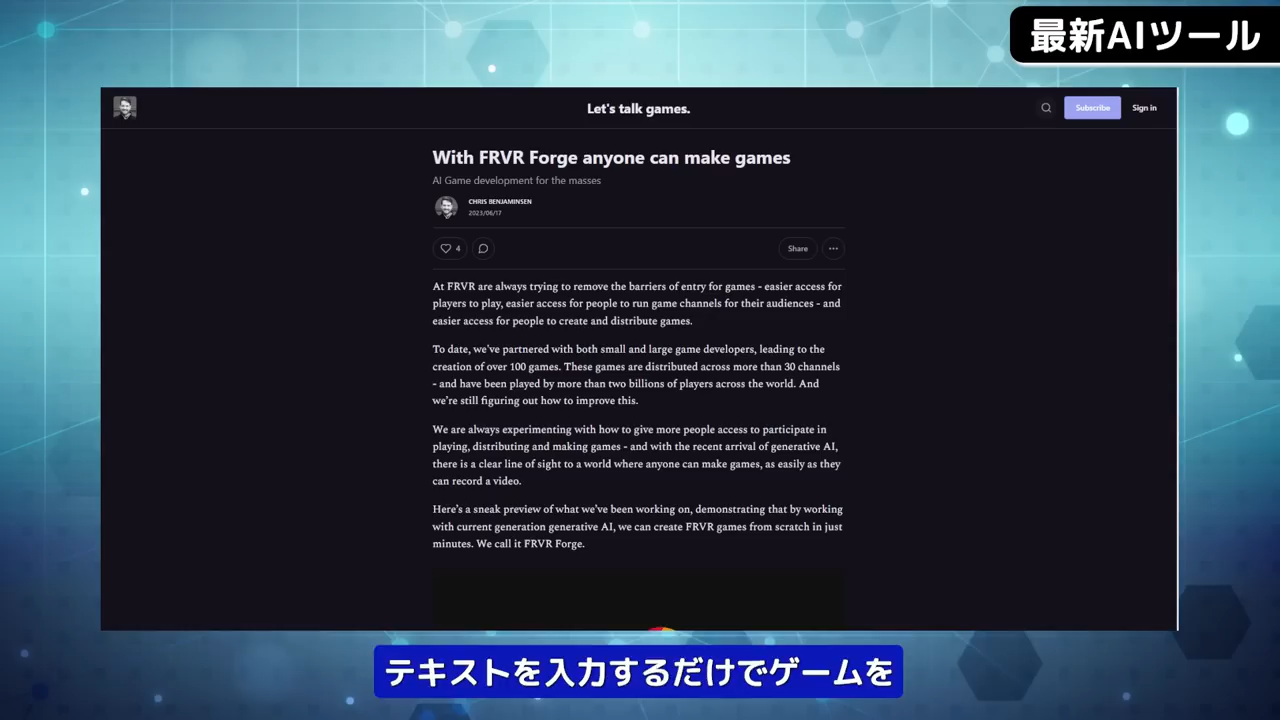 最新AIツール
Let's talk games.
Subscribe
Sign in
With FRVR Forge anyone can make games
AI Game development for the masses
CHRIS BENJAMINSEN
2023/06/17
4
Share
At FRVR are always trying to remove the barriers of entry for games - easier access for
players to play, easier access for people to run game channels for their audiences - and
easier access for people to create and distribute games.
To date, we've partnered with both small and large game developers, leading to the
creation of over 100 games. These games are distributed across more than 30 channels
- and have been played by more than two billions of players across the world. And
we're still figuring out how to improve this.
We are always experimenting with how to give more people access to participate in
playing, distributing and making games - and with the recent arrival of generative AI,
there is a clear line of sight to a world where anyone can make games, as easily as they
can record a video.
Here's a sneak preview of what we've been working on, demonstrating that by working
with current generation generative AI, we can create FRVR games from scratch in just
minutes. We call it FRVR Forge.
テキストを入力するだけでゲームを